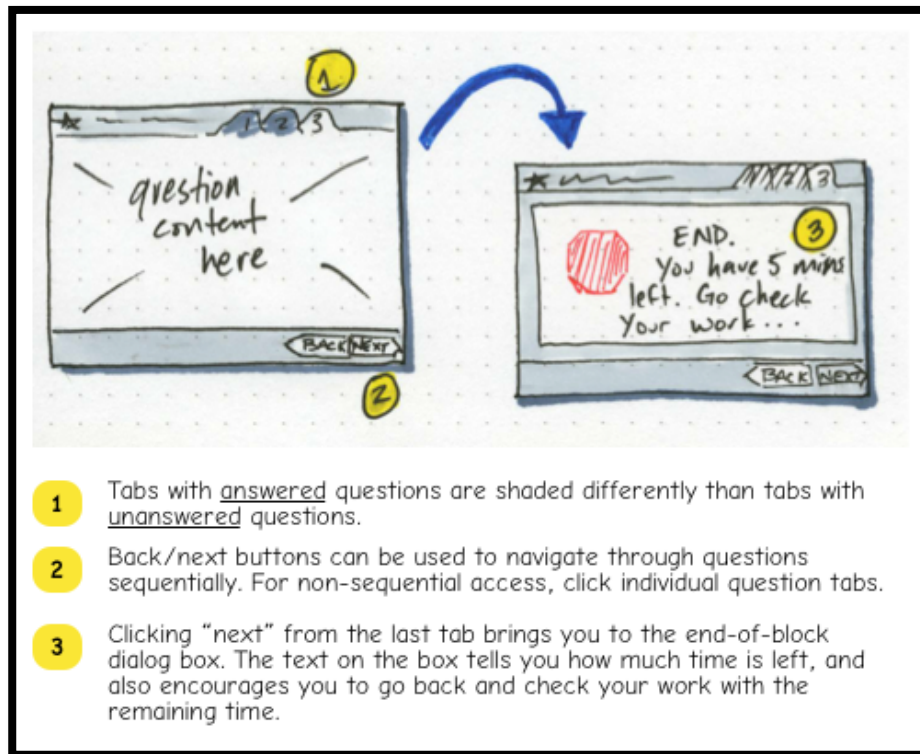 1
1 2 3
question
content
here
BACK NEXT
2
3
3
END.
You have 5 mins
left. Go check
your work...
BACK NEXT
1 Tabs with answered questions are shaded differently than tabs with
unanswered questions.
2 Back/next buttons can be used to navigate through questions
sequentially. For non-sequential access, click individual question tabs.
3 Clicking “next” from the last tab brings you to the end-of-block
dialog box. The text on the box tells you how much time is left, and
also encourages you to go back and check your work with the
remaining time.